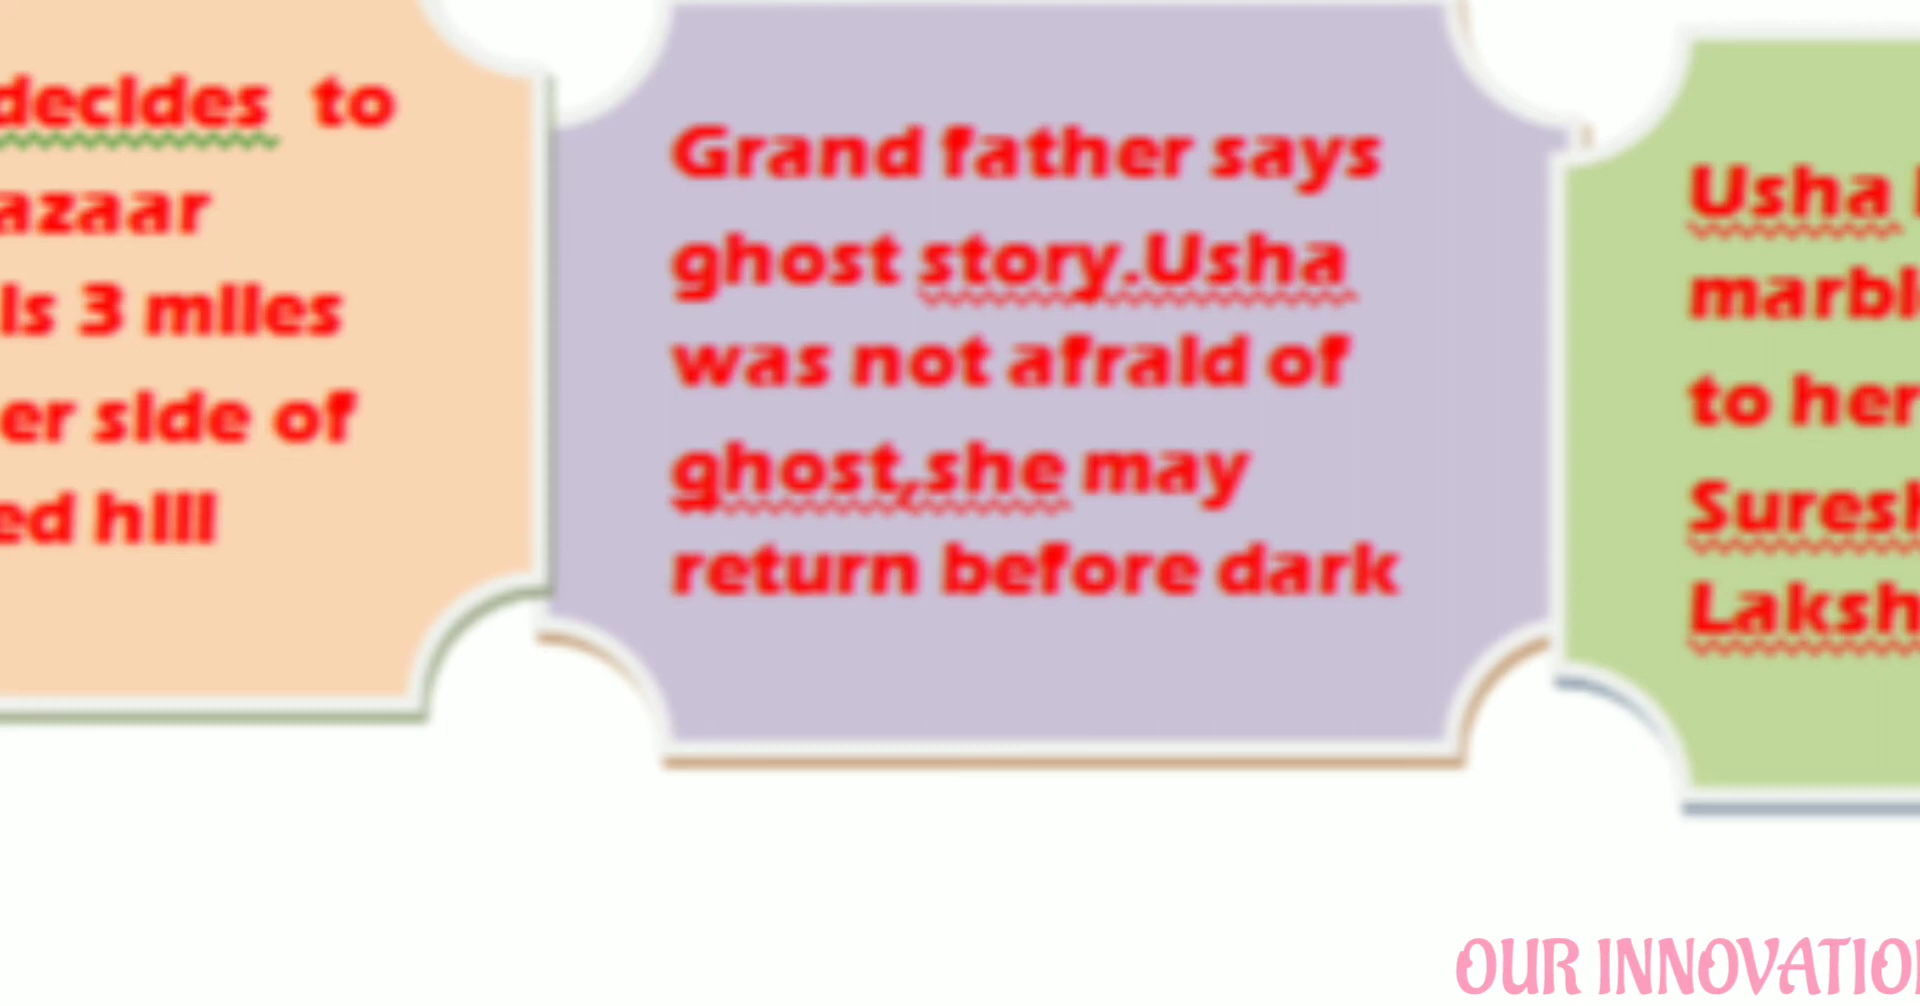 decides to
azaar
is 3 miles
er side of
ed hill
Grand father says
ghost story.Usha
was not afraid of
ghost,she may
return before dark
Usha
marbl
to her
Suresh
Laksh
OUR INNOVATION